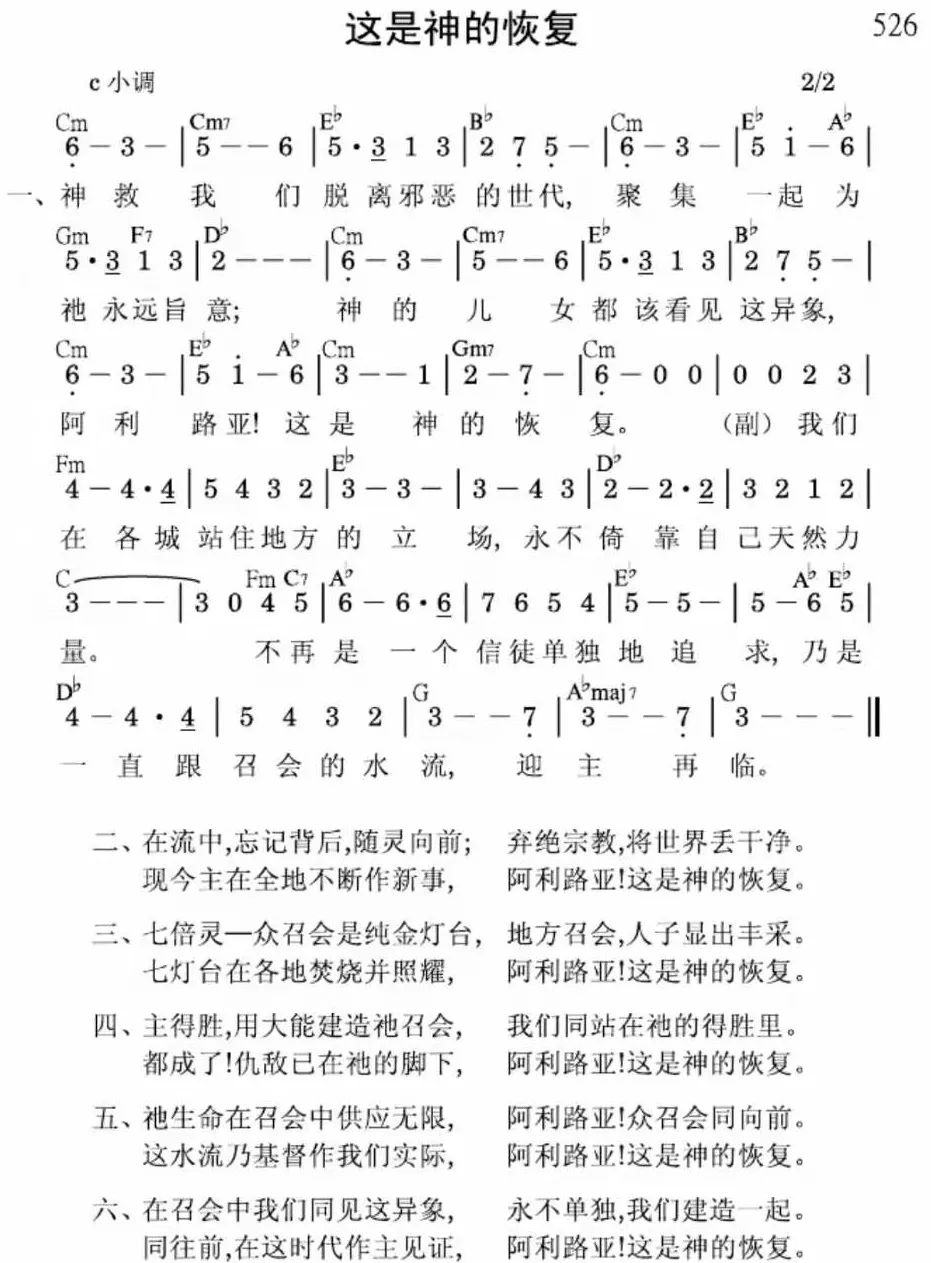 这是神的恢复 526
c 小调 2/2
Cm Cm7 E♭ B♭ Cm E♭ A♭
6̣ – 3 – | 5 – – 6 | 5 · 3̲ 1 3 | 2 7̣ 5̣ – | 6̣ – 3 – | 5 1̇ – 6 |
一、神救 我 们 脱 离邪恶 的世代, 聚 集 一起 为
Gm F7 D♭ Cm Cm7 E♭ B♭
5 · 3̲ 1 3 | 2 – – – | 6̣ – 3 – | 5 – – 6 | 5 · 3̲ 1 3 | 2 7̣ 5̣ – |
祂 永远旨 意; 神 的 儿 女 都 该看见 这异象,
Cm E♭ A♭ Cm Gm7 Cm
6̣ – 3 – | 5 1̇ – 6 | 3 – – 1 | 2 – 7̣ – | 6̣ – 0 0 | 0 0 2 3 |
阿 利 路 亚! 这 是 神 的 恢 复。 (副) 我们
Fm E♭ D♭
4 – 4 · 4̲ | 5 4 3 2 | 3 – 3 – | 3 – 4 3 | 2 – 2 · 2̲ | 3 2 1 2 |
在 各 城 站住地方 的 立 场, 永不 倚 靠 自 己天然力
C Fm C7 A♭ E♭ A♭ E♭
3 – – – | 3 0 4 5 | 6 – 6 · 6̲ | 7 6 5 4 | 5 – 5 – | 5 – 6 5 |
量。 不再 是 一 个 信徒单独 地 追 求, 乃是
D♭ G A♭maj7 G
4 – 4 · 4̲ | 5 4 3 2 | 3 – – 7̣ | 3 – – 7̣ | 3 – – – ‖
一 直 跟 召 会 的 水 流, 迎 主 再 临。
二、在流中,忘记背后,随灵向前; 弃绝宗教,将世界丢干净。
现今主在全地不断作新事, 阿利路亚!这是神的恢复。
三、七倍灵—众召会是纯金灯台, 地方召会,人子显出丰采。
七灯台在各地焚烧并照耀, 阿利路亚!这是神的恢复。
四、主得胜,用大能建造祂召会, 我们同站在祂的得胜里。
都成了!仇敌已在祂的脚下, 阿利路亚!这是神的恢复。
五、祂生命在召会中供应无限, 阿利路亚!众召会同向前。
这水流乃基督作我们实际, 阿利路亚!这是神的恢复。
六、在召会中我们同见这异象, 永不单独,我们建造一起。
同往前,在这时代作主见证, 阿利路亚!这是神的恢复。